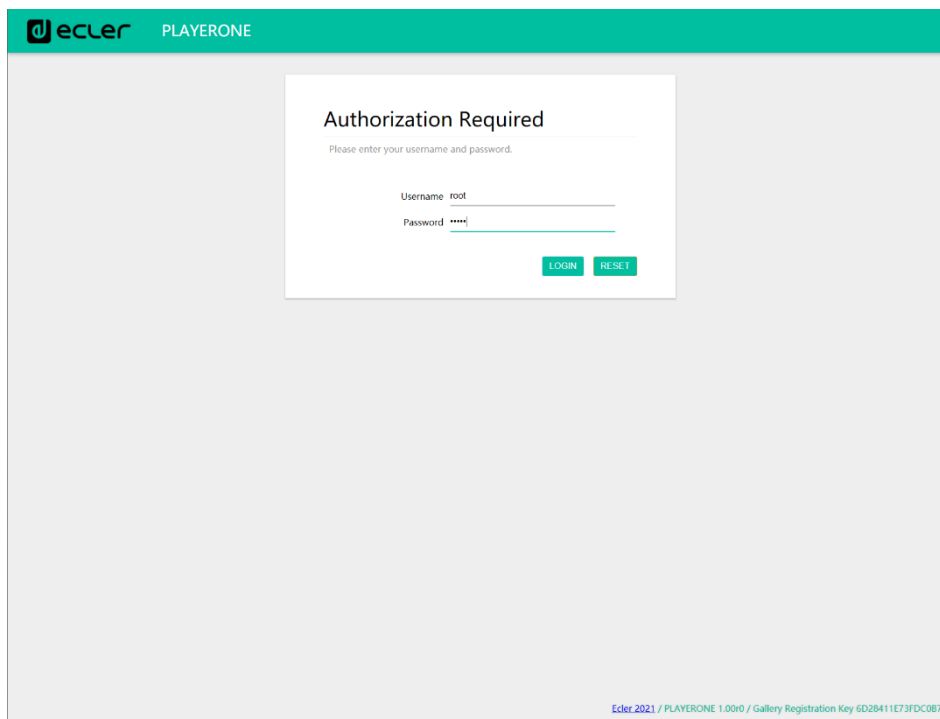 ecler PLAYERONE
Authorization Required
Please enter your username and password.
Username root
Password •••••
LOGIN RESET
Ecler 2021 / PLAYERONE 1.00r0 / Gallery Registration Key 6D28411E73FDC0B7